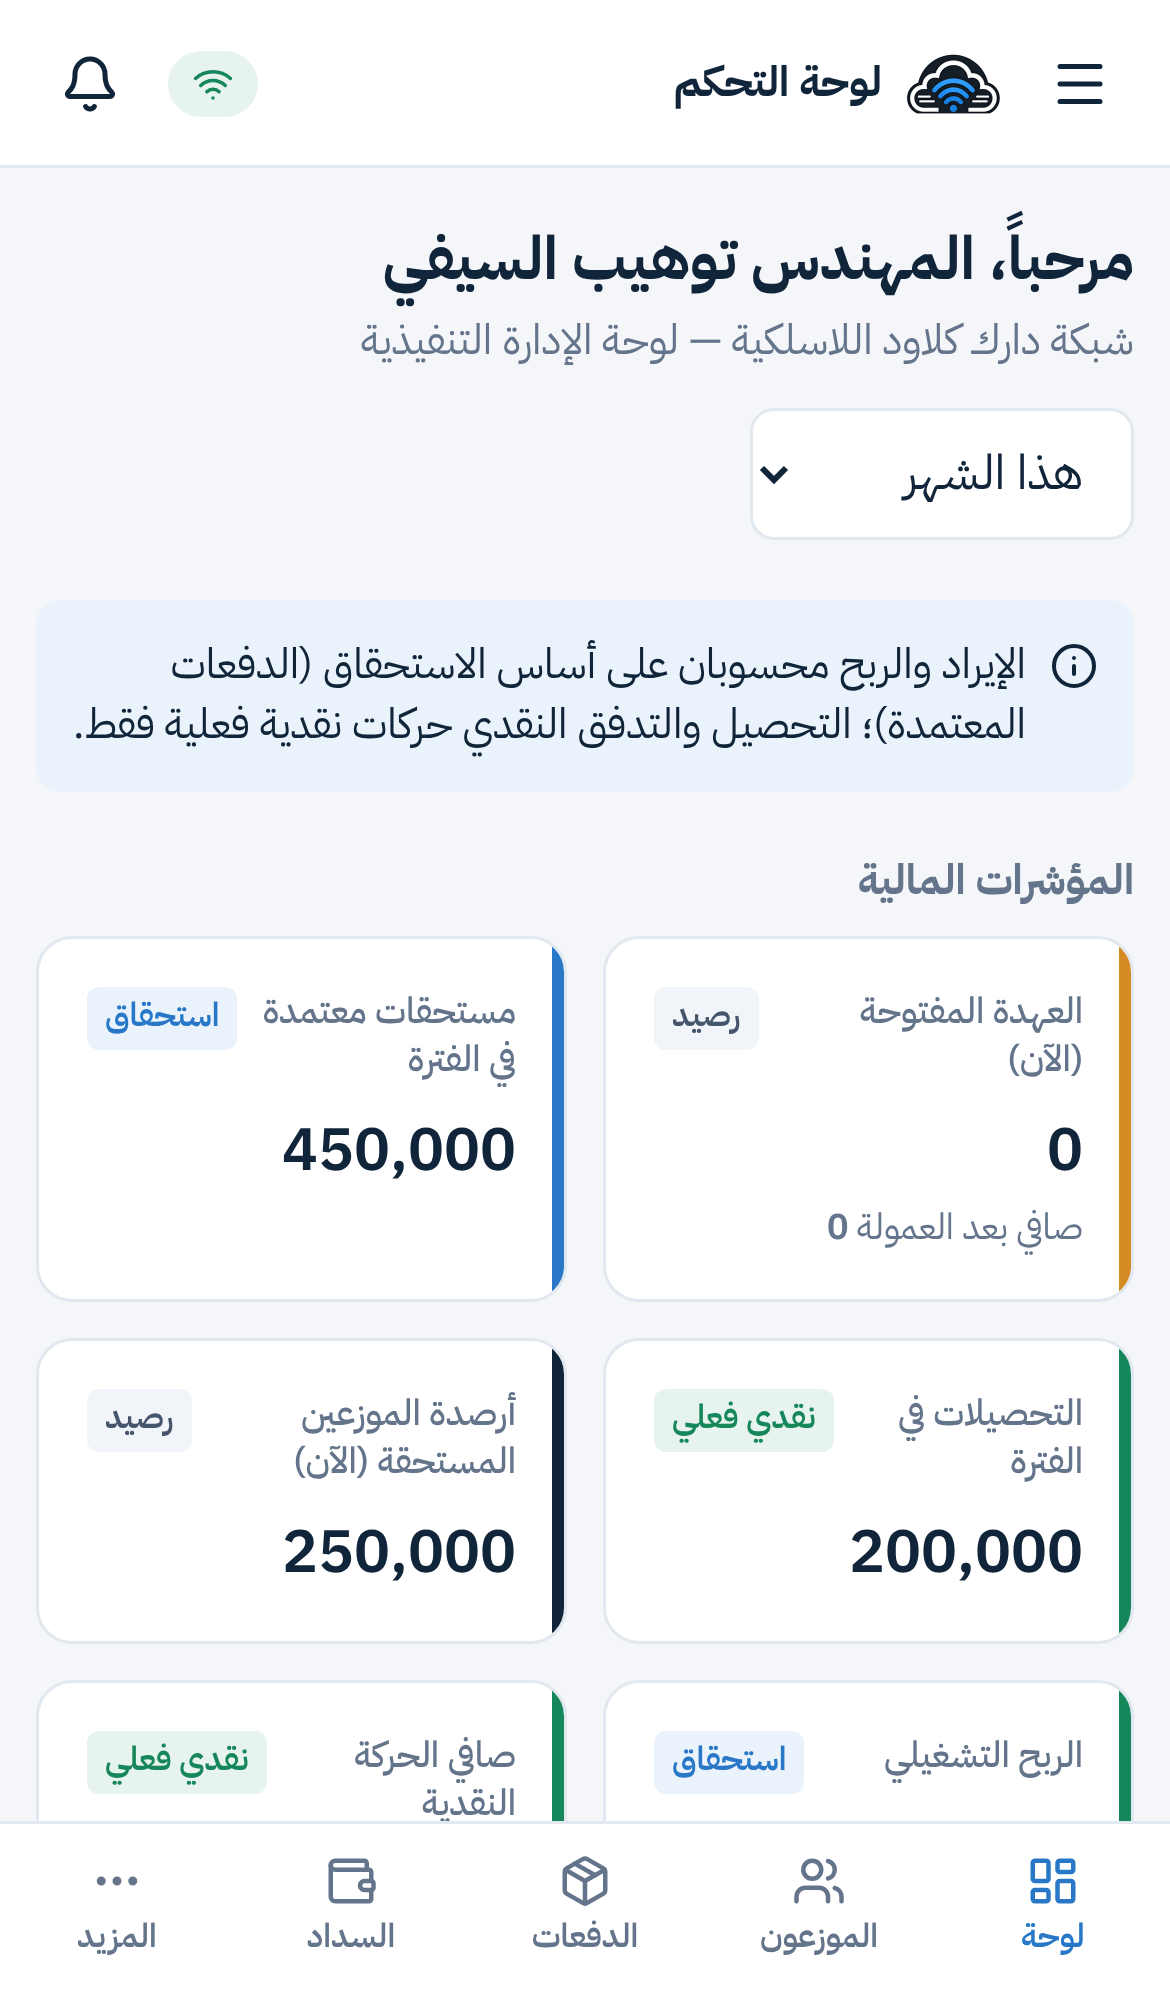 لوحة التحكم
مرحباً، المهندس توهيب السيفي
شبكة دارك كلاود اللاسلكية — لوحة الإدارة التنفيذية
هذا الشهر
الإيراد والربح محسوبان على أساس الاستحقاق (الدفعات
المعتمدة)؛ التحصيل والتدفق النقدي حركات نقدية فعلية فقط.
المؤشرات المالية
العهدة المفتوحة
(الآن)
رصيد
0
صافي بعد العمولة 0
مستحقات معتمدة
في الفترة
استحقاق
450,000
التحصيلات في
الفترة
نقدي فعلي
200,000
أرصدة الموزعين
المستحقة (الآن)
رصيد
250,000
الربح التشغيلي
استحقاق
صافي الحركة
النقدية
نقدي فعلي
لوحة
الموزعون
الدفعات
السداد
المزيد